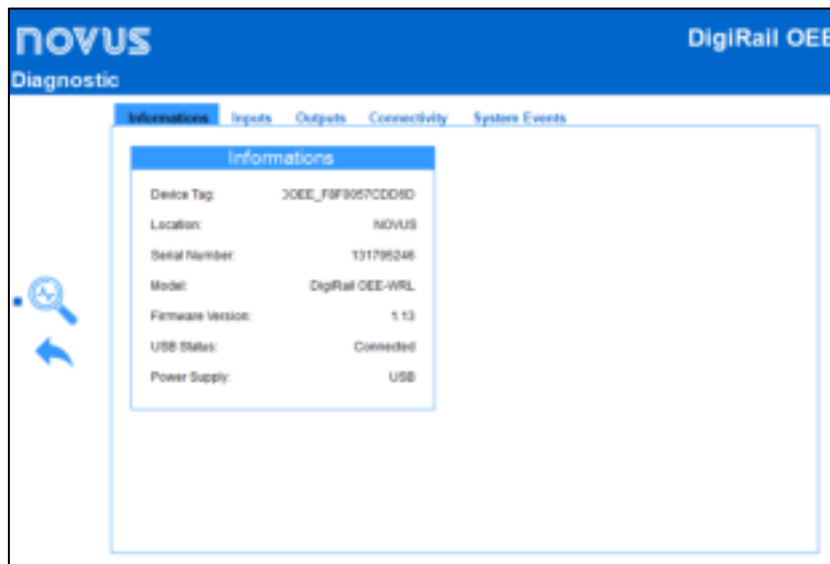 NOVUS
DigiRail OEE
Diagnostic
Informations Inputs Outputs Connectivity System Events
Informations
Device Tag:
Location: NOVUS
Serial Number: 131795246
Model: DigiRail OEE-WRL
Firmware Version: 1.13
USB Status: Connected
Power Supply: USB